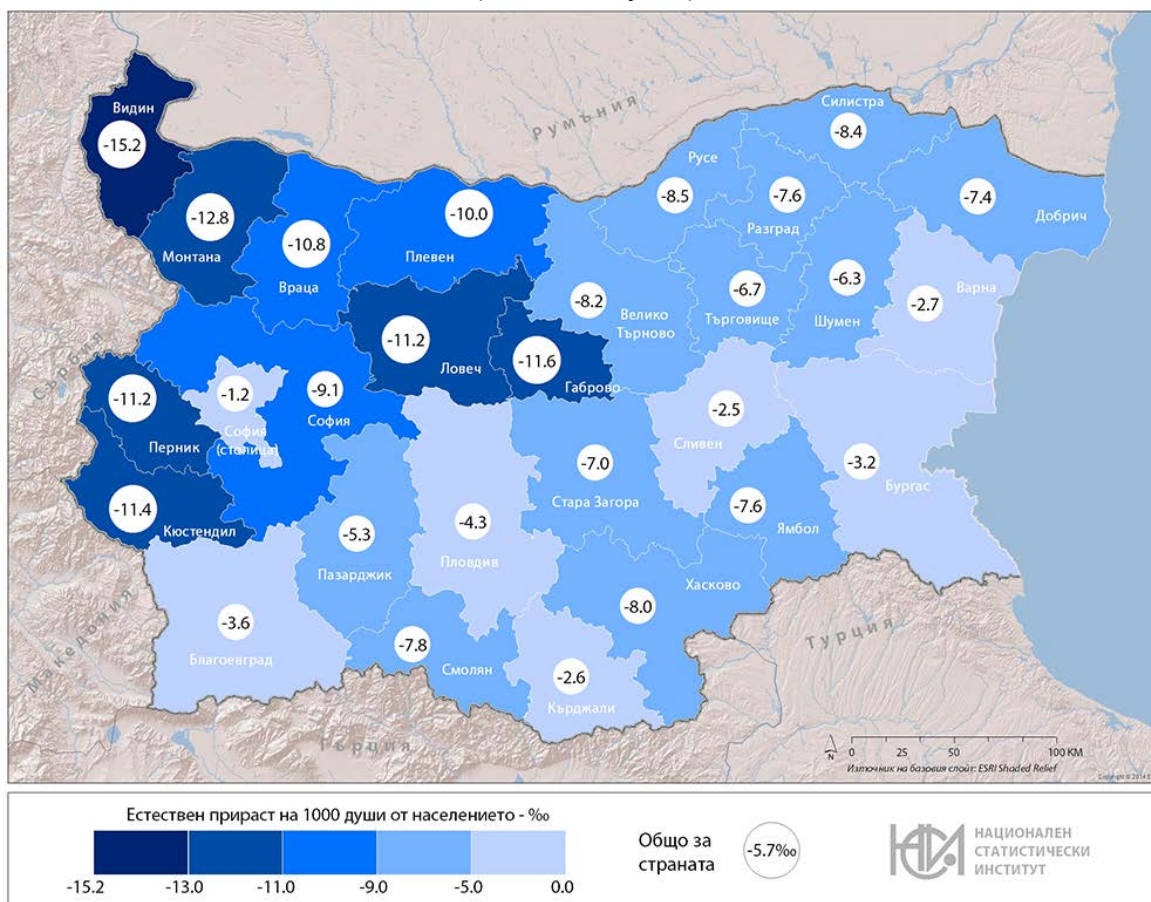 Румъния
Видин
-15.2
Силистра
-8.4
Русе
-8.5
-7.6
Разград
-7.4
Добрич
-12.8
Монтана
-10.8
Враца
-10.0
Плевен
-8.2
Велико
Търново
-6.7
Търговище
-6.3
Шумен
-2.7
Варна
Сърбия
-11.2
Ловеч
-11.6
Габрово
-11.2
Перник
-1.2
София
(столица)
-9.1
София
-2.5
Сливен
-7.0
Стара Загора
-3.2
Бургас
-7.6
Ямбол
-11.4
Кюстендил
-5.3
Пазарджик
-4.3
Пловдив
Хасково
-8.0
Македония
-3.6
Благоевград
-7.8
Смолян
-2.6
Кърджали
Турция
Гърция
N
0 25 50 100 KM
Източник на базовия слойт: ESRI Shaded Relief
Copyright © 2014 E
Естествен прираст на 1000 души от населението - ‰
-15.2 -13.0 -11.0 -9.0 -5.0 0.0
Общо за
страната
-5.7‰
НСИ
НАЦИОНАЛЕН
СТАТИСТИЧЕСКИ
ИНСТИТУТ